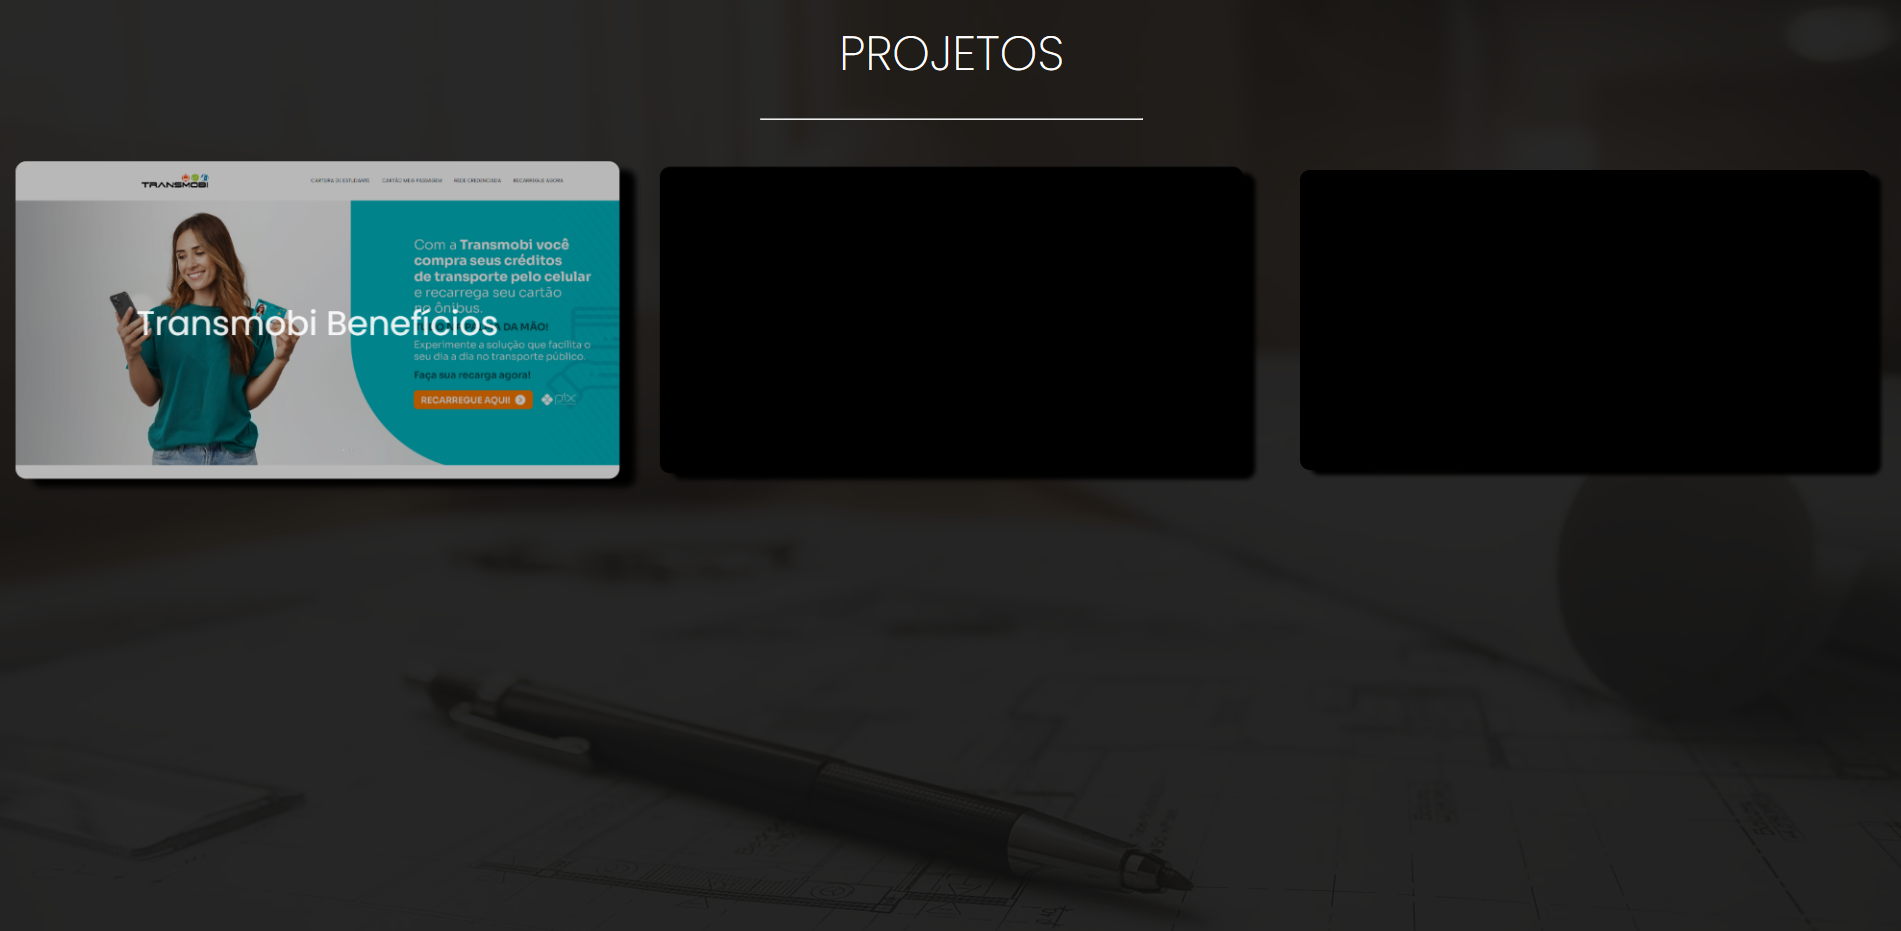 PROJETOS
TRANSMOBI
CARTEIRA DO ESTUDANTE CARTÃO MEU PASSAGEM REDE CREDENCIADA RECARREGUE AGORA
Com a Transmobi você
compra seus créditos
de transporte pelo celular
e recarrega seu cartão
no ônibus.
Transmobi Benefícios
DA MÃO!
Experimente a solução que facilita o
seu dia a dia no transporte público.
Faça sua recarga agora!
RECARREGUE AQUI!
pix